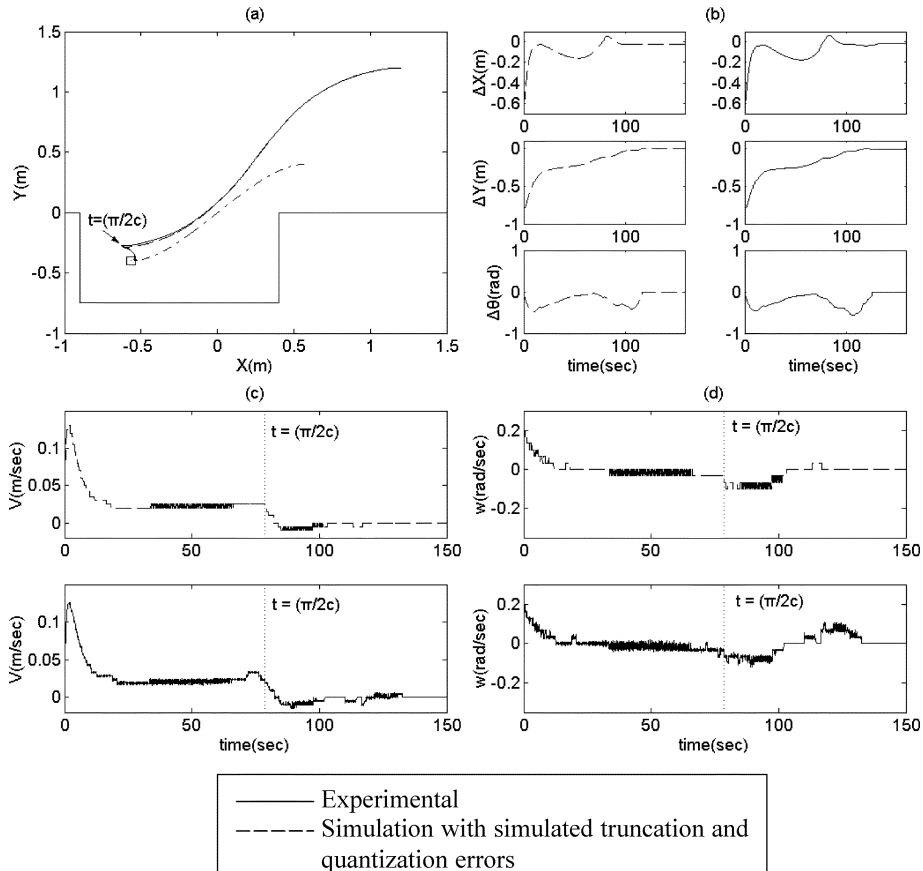 (a)
(b)
1.5
1
0.5
0
-0.5
-1
Y(m)
t=(π/2c)
-1
-0.5
0
0.5
1
1.5
X(m)
0
-0.2
-0.4
-0.6
ΔX(m)
0
100
0
-0.2
-0.4
-0.6
0
100
0
-0.5
-1
ΔY(m)
0
100
0
-0.5
-1
0
100
1
0
-1
Δθ(rad)
0
100
time(sec)
1
0
-1
0
100
time(sec)
(c)
(d)
0.1
0.05
0
V(m/sec)
t = (π/2c)
0
50
100
150
0.2
0
-0.2
w(rad/sec)
t = (π/2c)
0
50
100
150
0.1
0.05
0
V(m/sec)
t = (π/2c)
0
50
100
150
time(sec)
0.2
0
-0.2
w(rad/sec)
t = (π/2c)
0
50
100
150
time(sec)
Experimental
Simulation with simulated truncation and
quantization errors